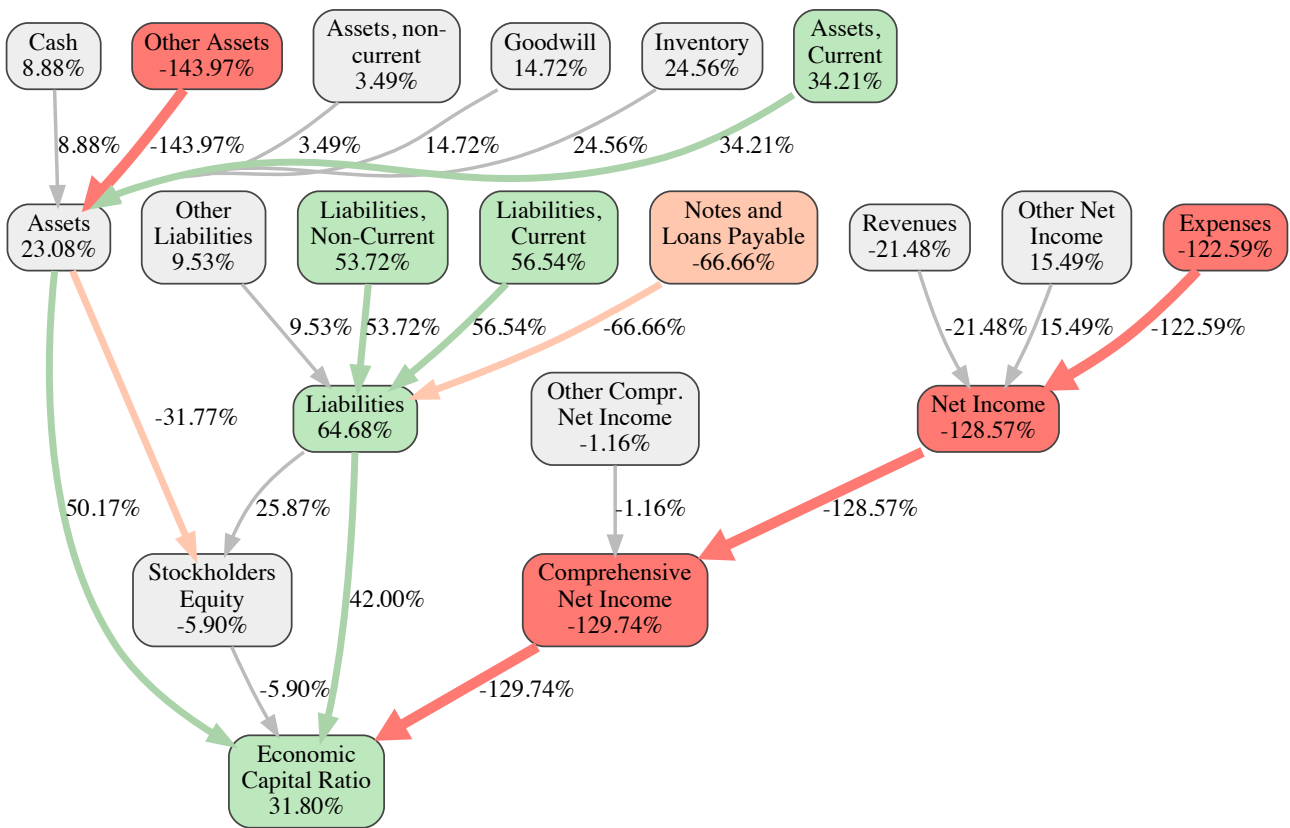 Cash
8.88%
Other Assets
-143.97%
Assets, non-
current
3.49%
Goodwill
14.72%
Inventory
24.56%
Assets,
Current
34.21%
8.88%
-143.97%
3.49%
14.72%
24.56%
34.21%
Assets
23.08%
Other
Liabilities
9.53%
Liabilities,
Non-Current
53.72%
Liabilities,
Current
56.54%
Notes and
Loans Payable
-66.66%
Revenues
-21.48%
Other Net
Income
15.49%
Expenses
-122.59%
9.53%
53.72%
56.54%
-66.66%
-21.48%
15.49%
-122.59%
-31.77%
Liabilities
64.68%
Other Compr.
Net Income
-1.16%
Net Income
-128.57%
50.17%
25.87%
-1.16%
-128.57%
Stockholders
Equity
-5.90%
42.00%
Comprehensive
Net Income
-129.74%
-5.90%
-129.74%
Economic
Capital Ratio
31.80%